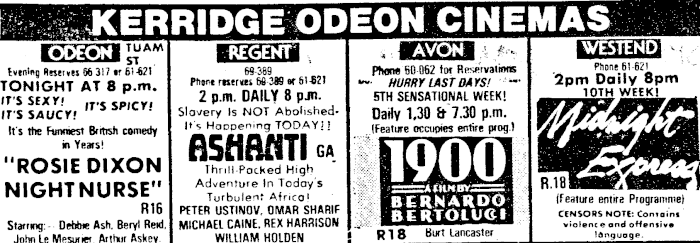 KERRIDGE ODEON CINEMAS
ODEON TUAM ST
Evening Reserves 66 317 or 61-621
TONIGHT AT 8 p.m.
IT'S SEXY! IT'S SPICY!
IT'S SAUCY!
It's the Funniest British comedy
in Years!
"ROSIE DIXON
NIGHT NURSE"
R16
Starring:- Debbie Ash, Beryl Reid,
John Le Mesurier, Arthur Askey.
REGENT
69-389
Phone reserves 69-389 or 61-621
2 p.m. DAILY 8 p.m.
Slavery Is NOT Abolished-
It's Happening TODAY!!
ASHANTI GA
Thrill-Packed High
Adventure In Today's
Turbulent Africa!
PETER USTINOV, OMAR SHARIF
MICHAEL CAINE, REX HARRISON
WILLIAM HOLDEN
AVON
Phone 60-062 for Reservations
HURRY LAST DAYS!
5TH SENSATIONAL WEEK!
Daily 1.30 & 7.30 p.m.
(Feature occupies entire prog.)
1900
A FILM BY
BERNARDO
BERTOLUCI
R18 Burt Lancaster
WESTEND
Phone 61-621
2pm Daily 8pm
10TH WEEK!
Midnight
Express
R.18
(Feature entire Programme)
CENSORS NOTE: Contains
violence and offensive
language.